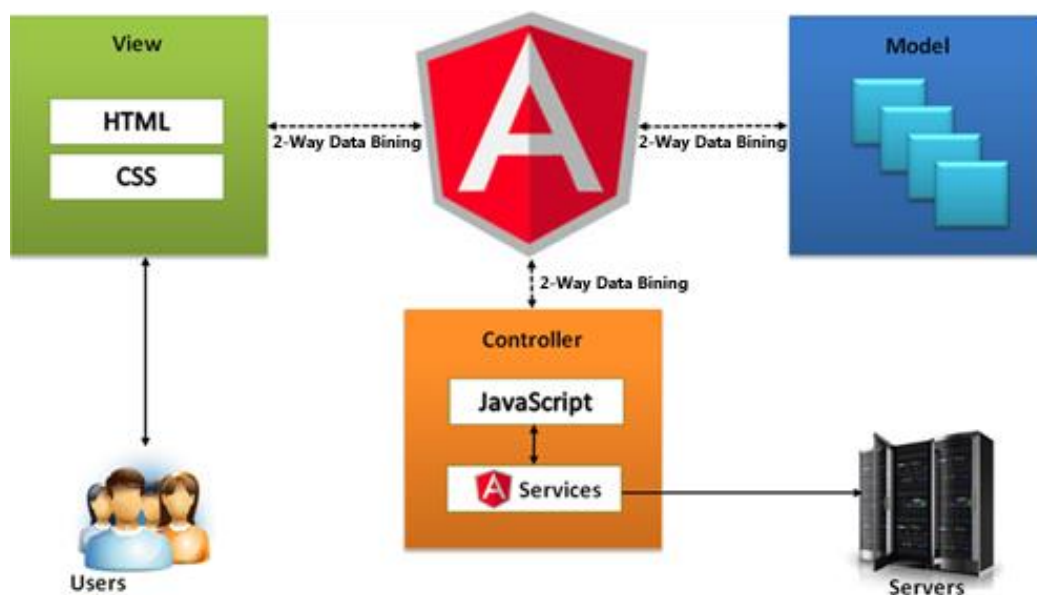 View
HTML
CSS
2-Way Data Bining
A
2-Way Data Bining
Model
2-Way Data Bining
Controller
JavaScript
A Services
Users
Servers